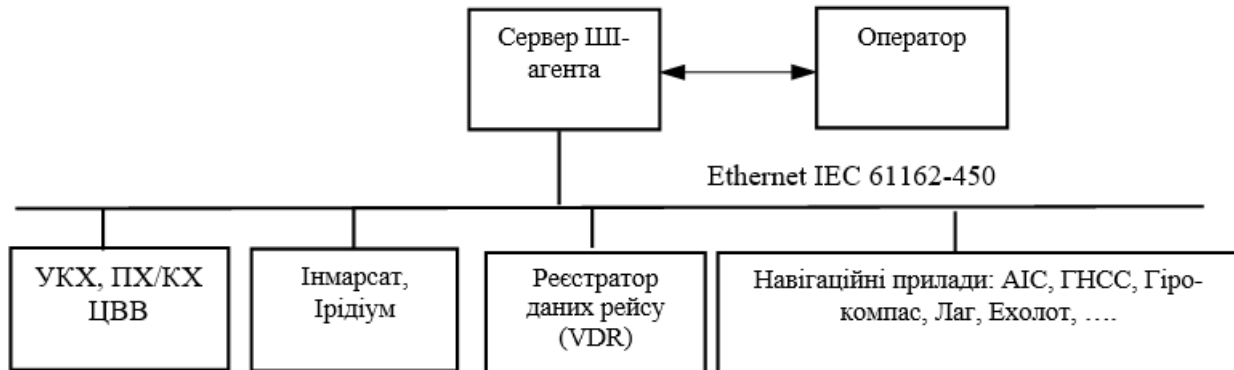 Сервер ШІ-
агента
Оператор
Ethernet IEC 61162-450
УКХ, ПХ/КХ
ЦВВ
Інмарсат,
Ірідіум
Реєстратор
даних рейсу
(VDR)
Навігаційні прилади: АІС, ГНСС, Гіро-
компас, Лаг, Ехолот, ….